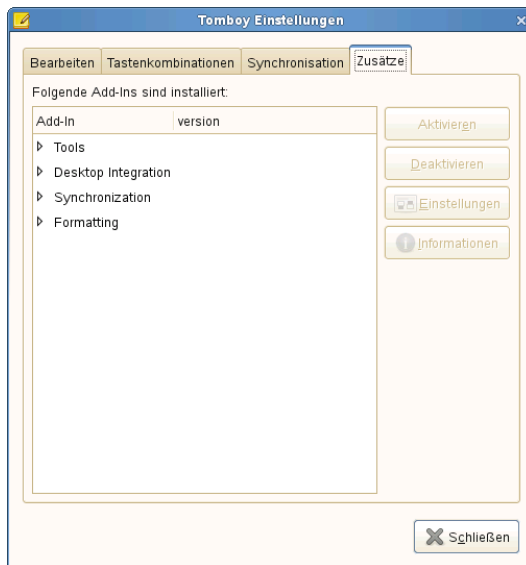 Tomboy Einstellungen
Bearbeiten Tastenkombinationen Synchronisation Zusätze
Folgende Add-Ins sind installiert:
Add-In version
Tools
Desktop Integration
Synchronization
Formatting
Aktivieren
Deaktivieren
Einstellungen
Informationen
Schließen